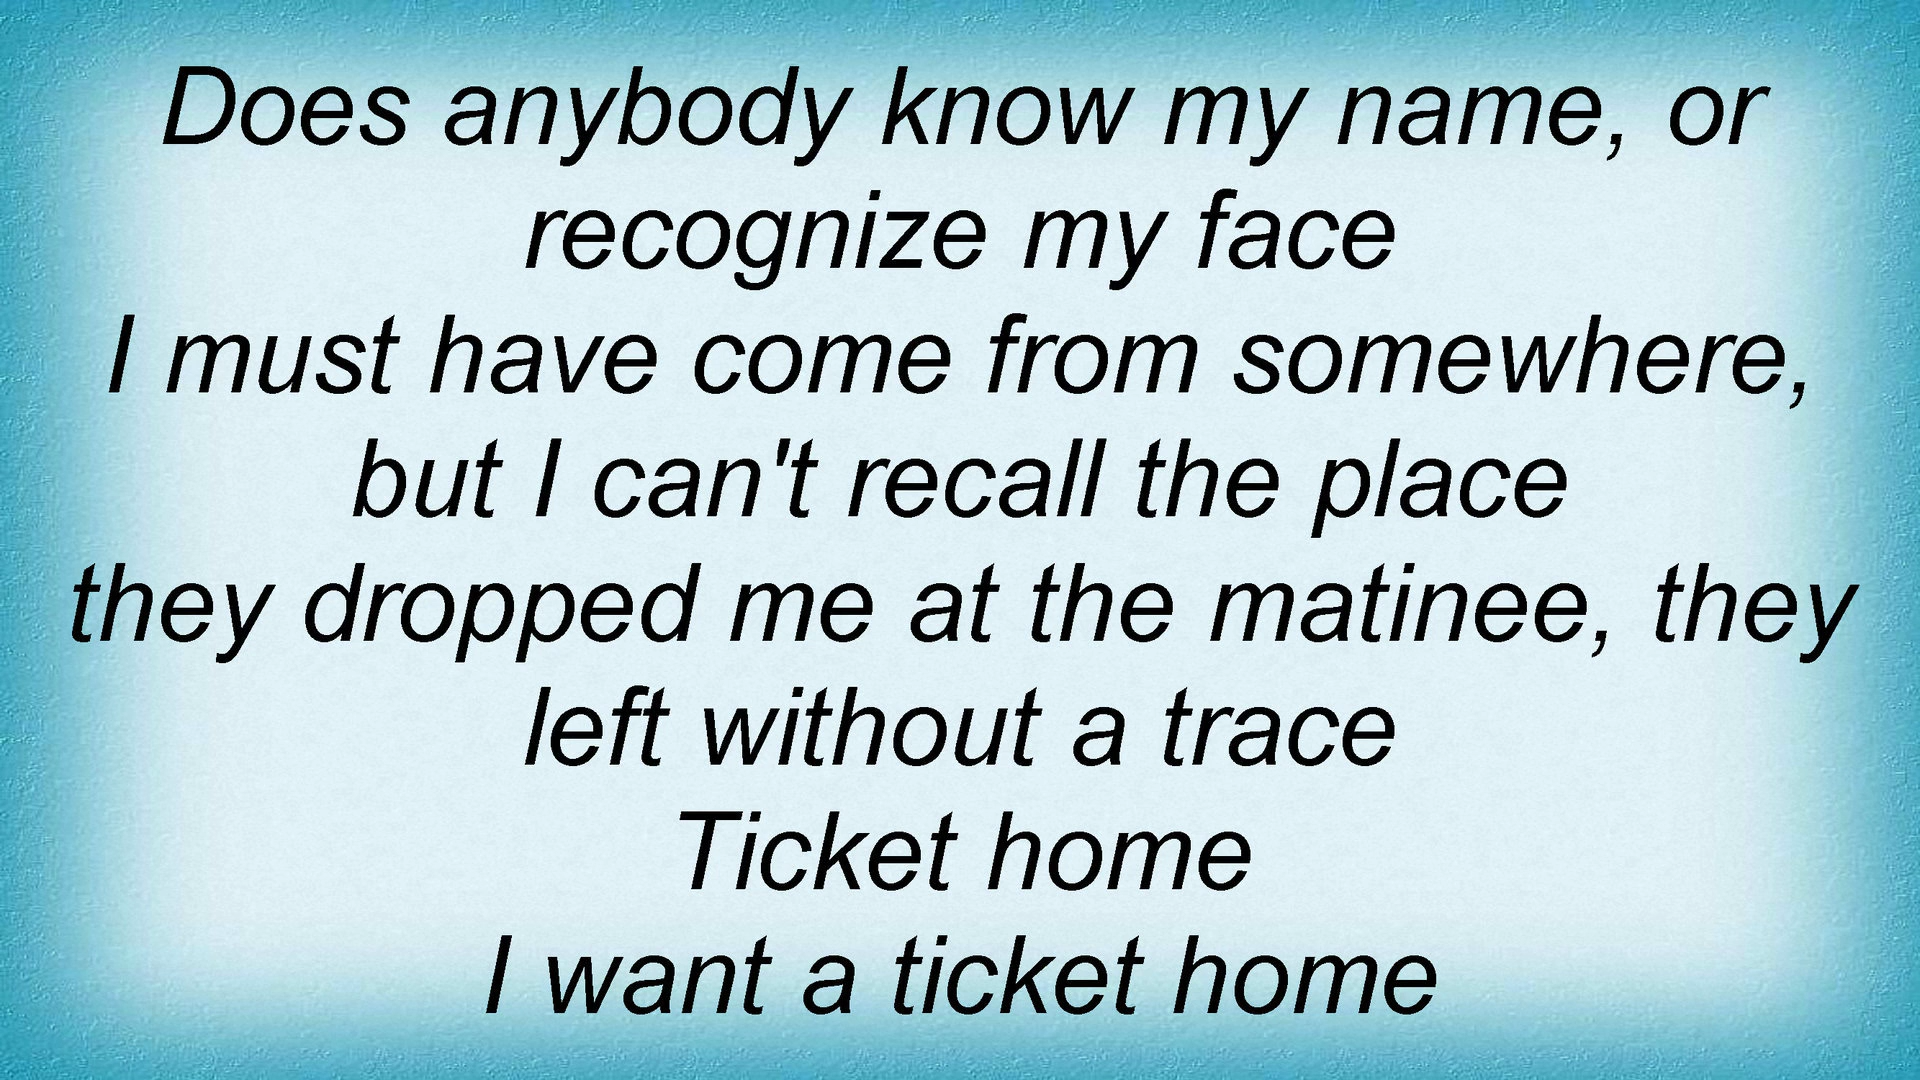 Does anybody know my name, or
recognize my face
I must have come from somewhere,
but I can't recall the place
they dropped me at the matinee, they
left without a trace
Ticket home
I want a ticket home